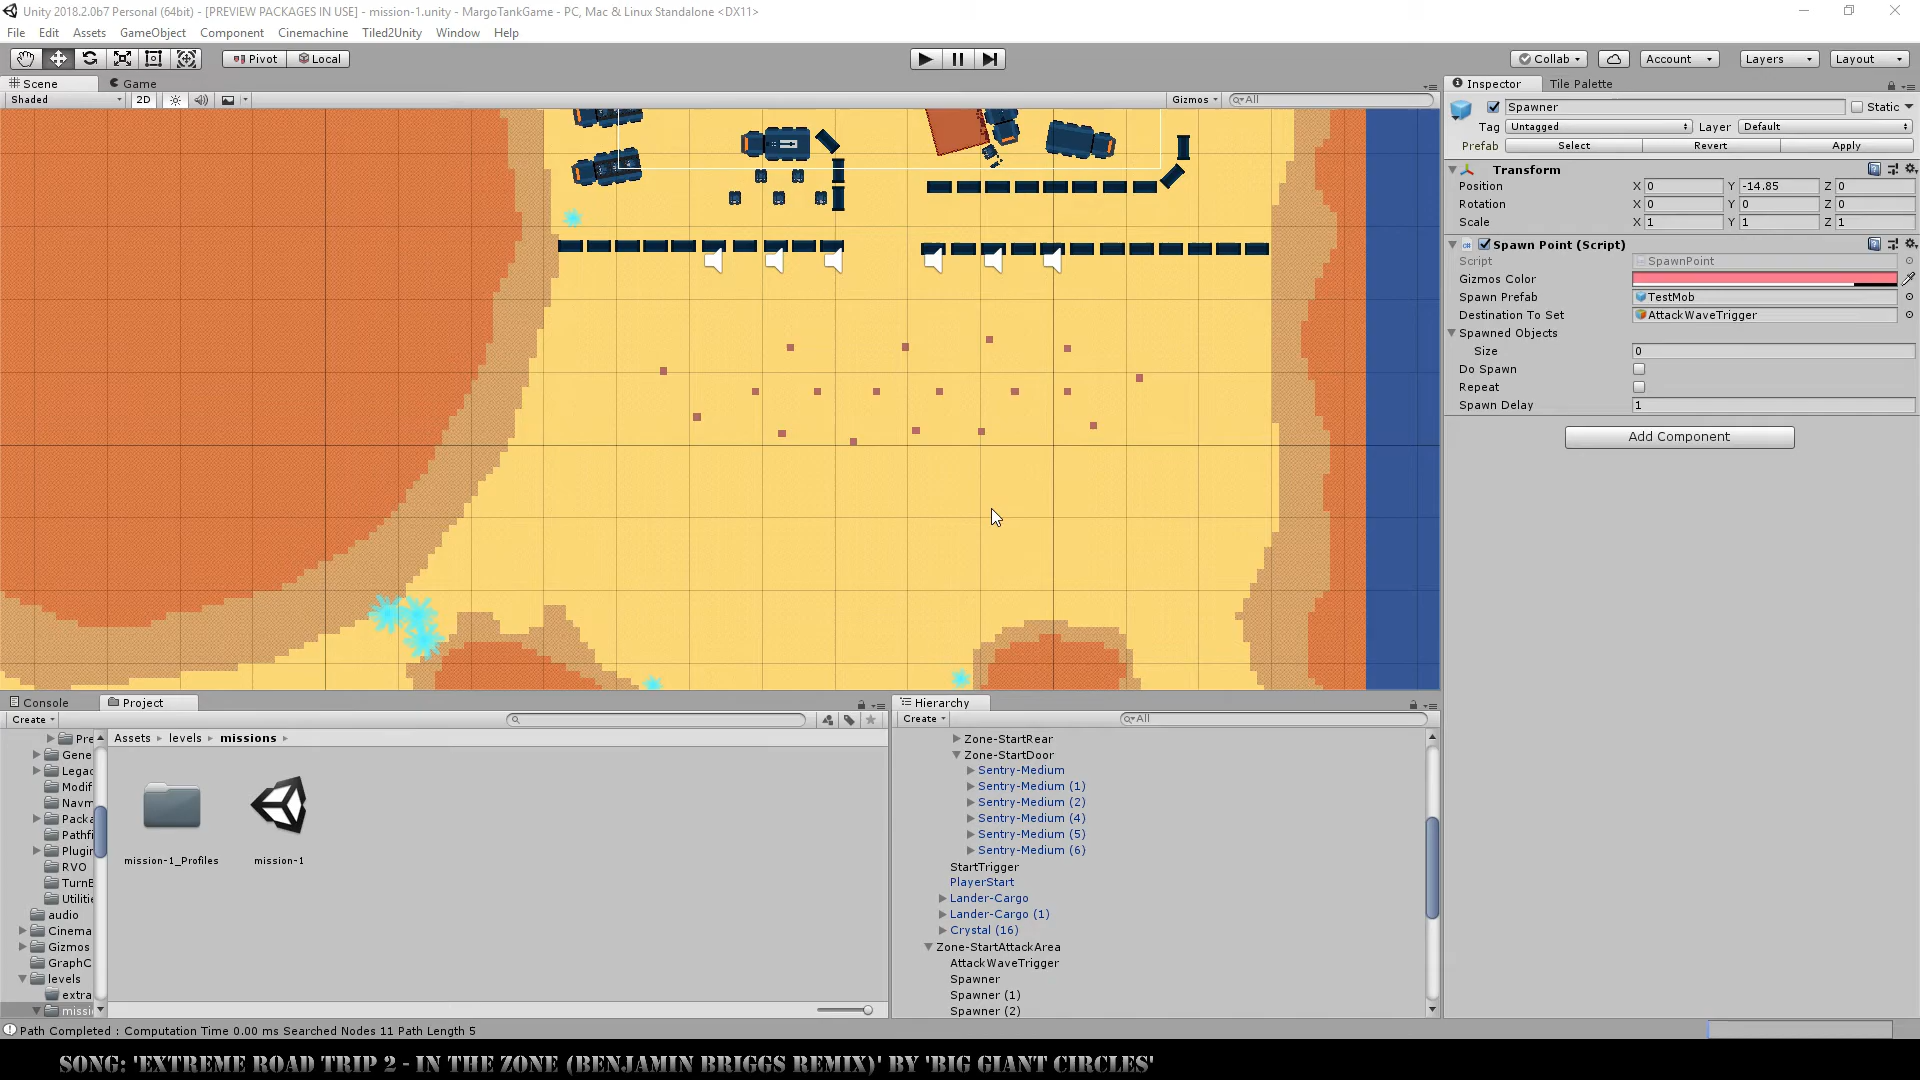 Unity 2018.2.0b7 Personal (64bit) - [PREVIEW PACKAGES IN USE] - mission-1.unity - MargoTankGame - PC, Mac & Linux Standalone <DX11>
File Edit Assets GameObject Component Cinemachine Tiled2Unity Window Help
Pivot Local Collab Account Layers Layout
Scene Game
Shaded 2D Gizmos All
Inspector Tile Palette
Spawner Static
Tag Untagged Layer Default
Prefab Select Revert Apply
Transform
Position X 0 Y -14.85 Z 0
Rotation X 0 Y 0 Z 0
Scale X 1 Y 1 Z 1
Spawn Point (Script)
Script SpawnPoint
Gizmos Color
Spawn Prefab TestMob
Destination To Set AttackWaveTrigger
Spawned Objects
Size 0
Do Spawn
Repeat
Spawn Delay 1
Add Component
Console Project
Create
Assets levels missions
Pre
Gene
Legac
Modif
Navm
Packa
Pathfi
Plugin
RVO
TurnB
Utilitie
audio
Cinema
Gizmos
GraphC
levels
extra
missi
mission-1_Profiles mission-1
Hierarchy
Create All
Zone-StartRear
Zone-StartDoor
Sentry-Medium
Sentry-Medium (1)
Sentry-Medium (2)
Sentry-Medium (4)
Sentry-Medium (5)
Sentry-Medium (6)
StartTrigger
PlayerStart
Lander-Cargo
Lander-Cargo (1)
Crystal (16)
Zone-StartAttackArea
AttackWaveTrigger
Spawner
Spawner (1)
Spawner (2)
Path Completed : Computation Time 0.00 ms Searched Nodes 11 Path Length 5
SONG: 'EXTREME ROAD TRIP 2 - IN THE ZONE (BENJAMIN BRIGGS REMIX)' BY 'BIG GIANT CIRCLES'